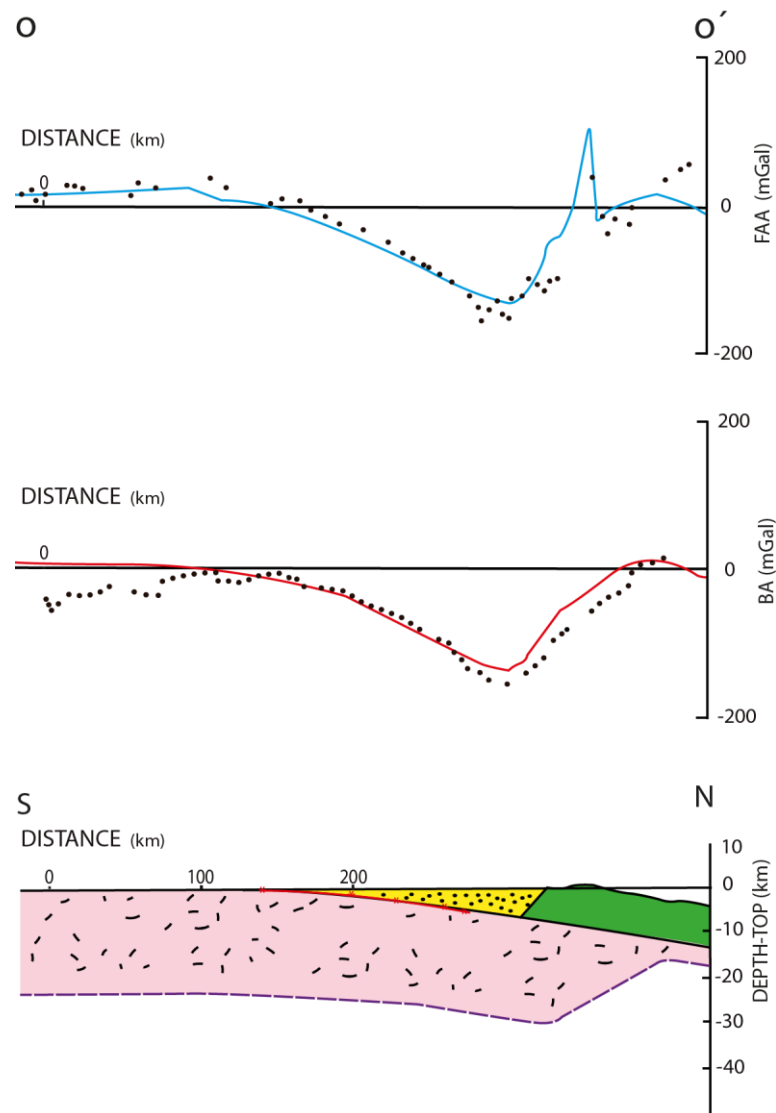 O O´
200
DISTANCE (km)
0
0
FAA (mGal)
-200
200
DISTANCE (km)
0
0
BA (mGal)
-200
S N
DISTANCE (km)
10
0 100 200
0
-10
-20
-30
-40
DEPTH-TOP (km)